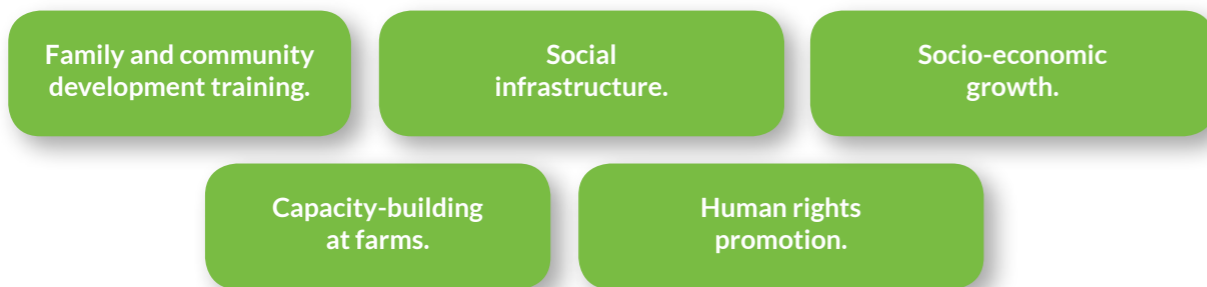 Family and community
development training.
Social
infrastructure.
Socio-economic
growth.
Capacity-building
at farms.
Human rights
promotion.